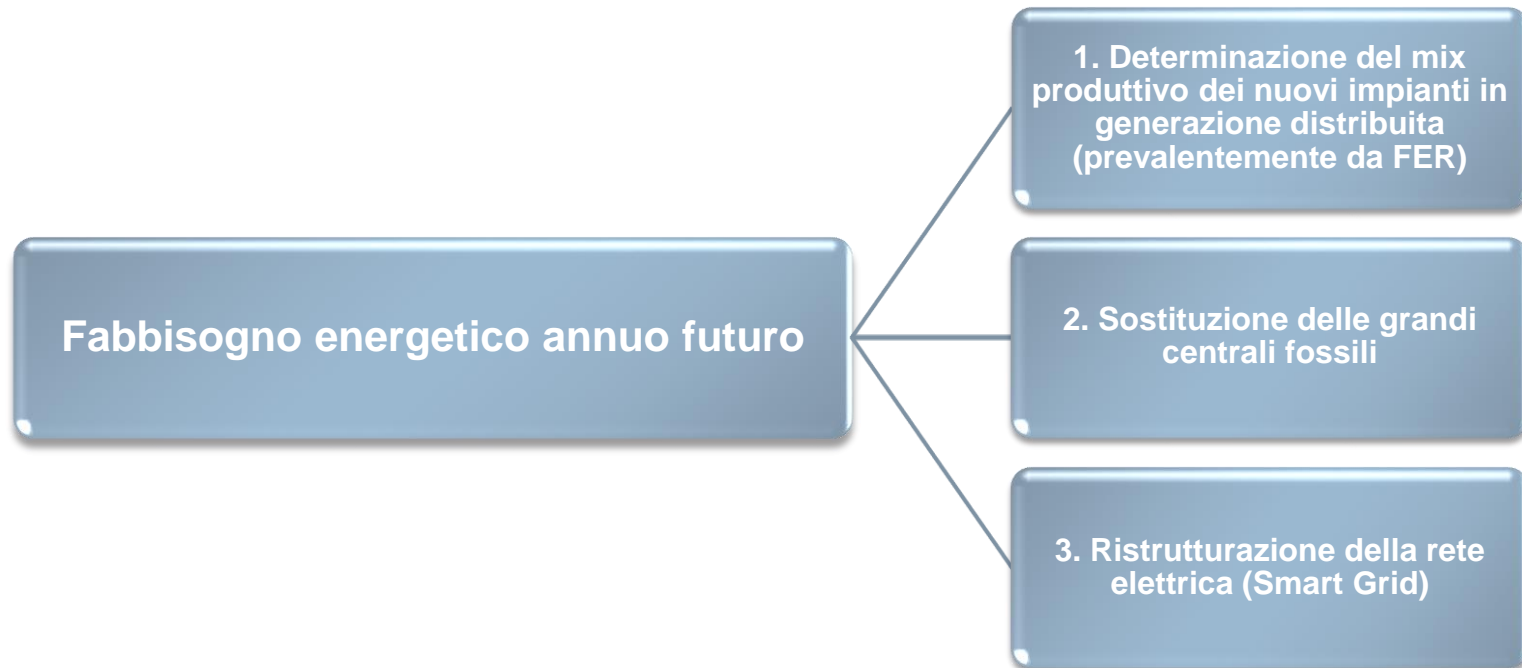 Fabbisogno energetico annuo futuro
1. Determinazione del mix
produttivo dei nuovi impianti in
generazione distribuita
(prevalentemente da FER)
2. Sostituzione delle grandi
centrali fossili
3. Ristrutturazione della rete
elettrica (Smart Grid)